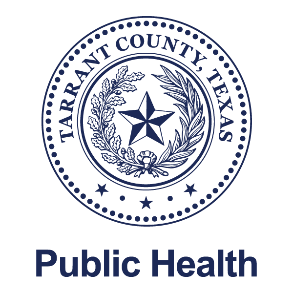 TARRANT COUNTY, TEXAS
Public Health